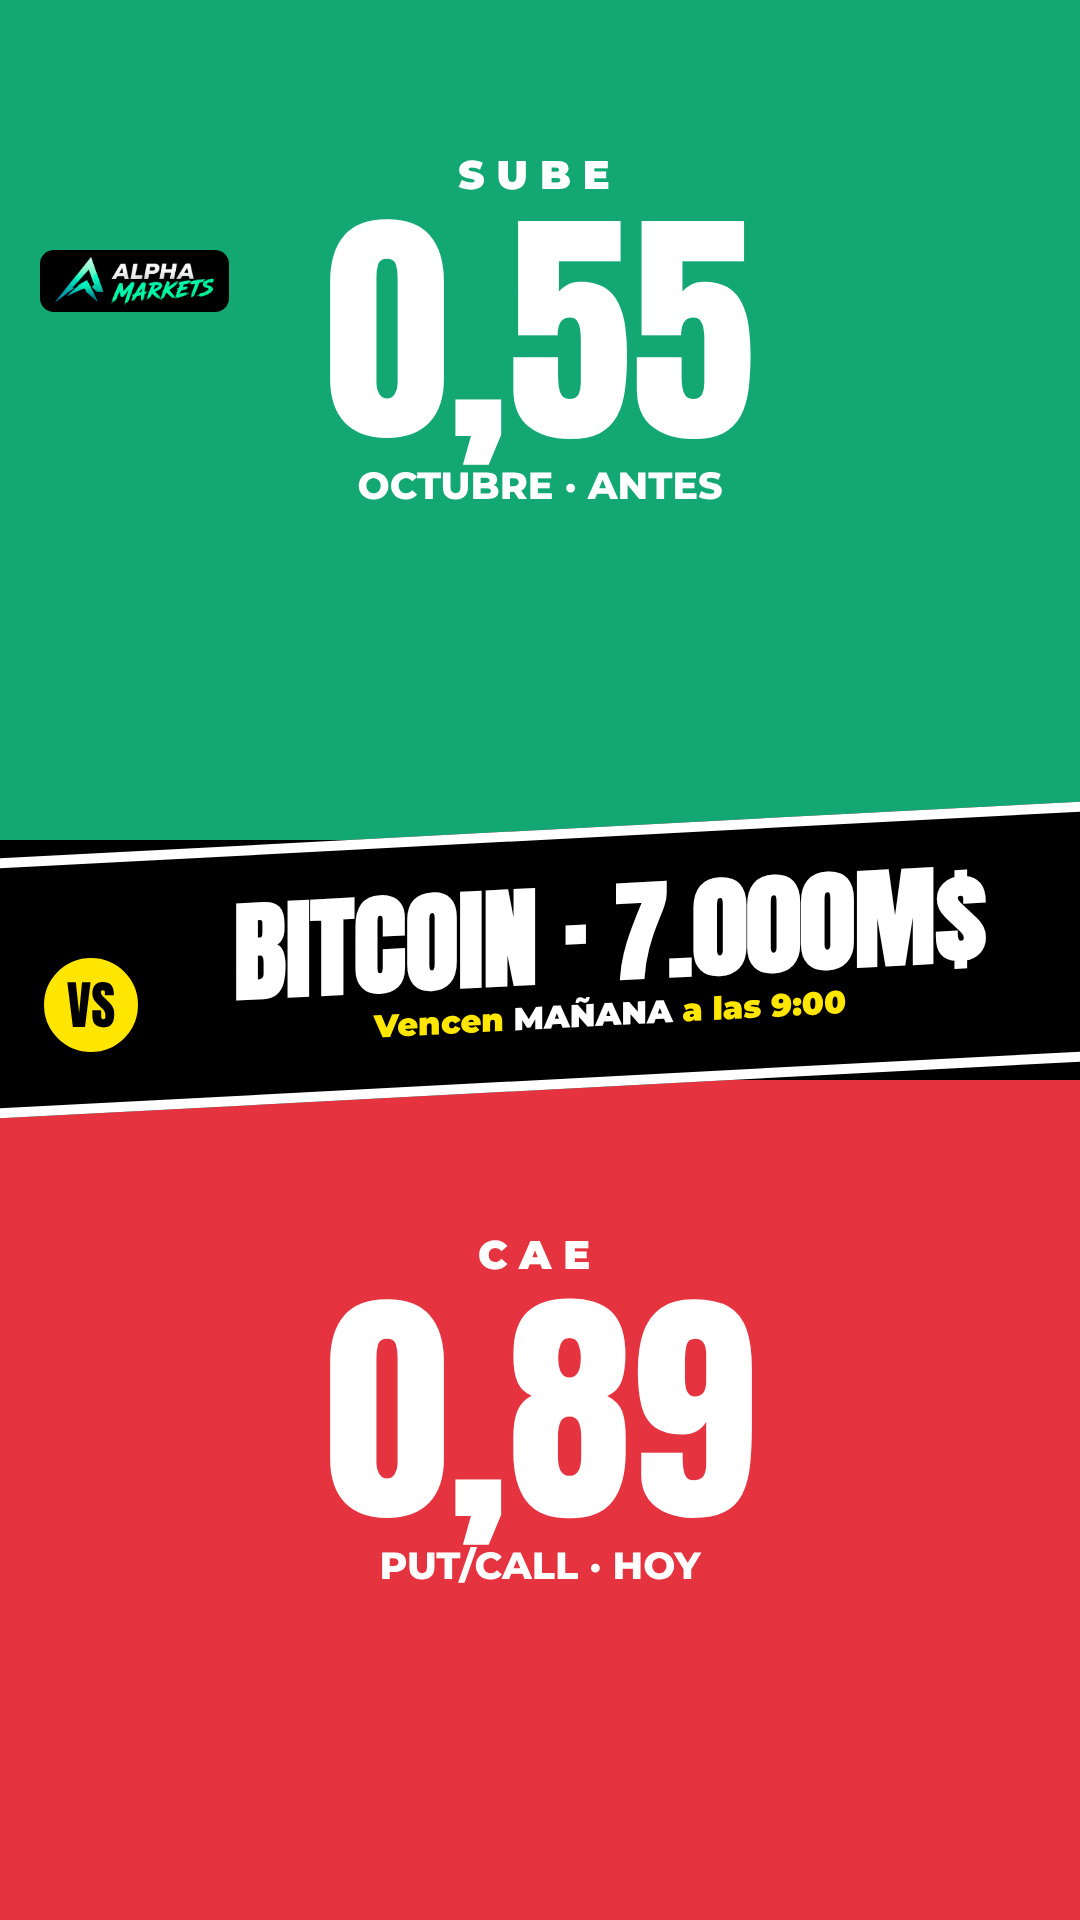 SUBE
0,55
ALPHA
MARKETS
OCTUBRE · ANTES
BITCOIN · 7.000M$
VS
Vencen MAÑANA a las 9:00
CAE
0,89
PUT/CALL · HOY